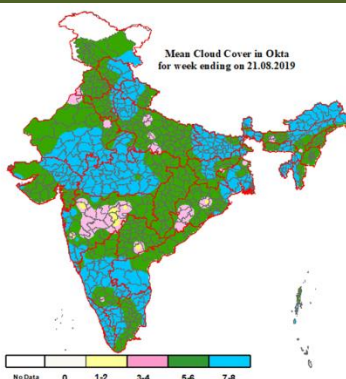 Mean Cloud Cover in Okta
for week ending on 21.08.2019
No Data 0 1-2 3-4 5-6 7-8